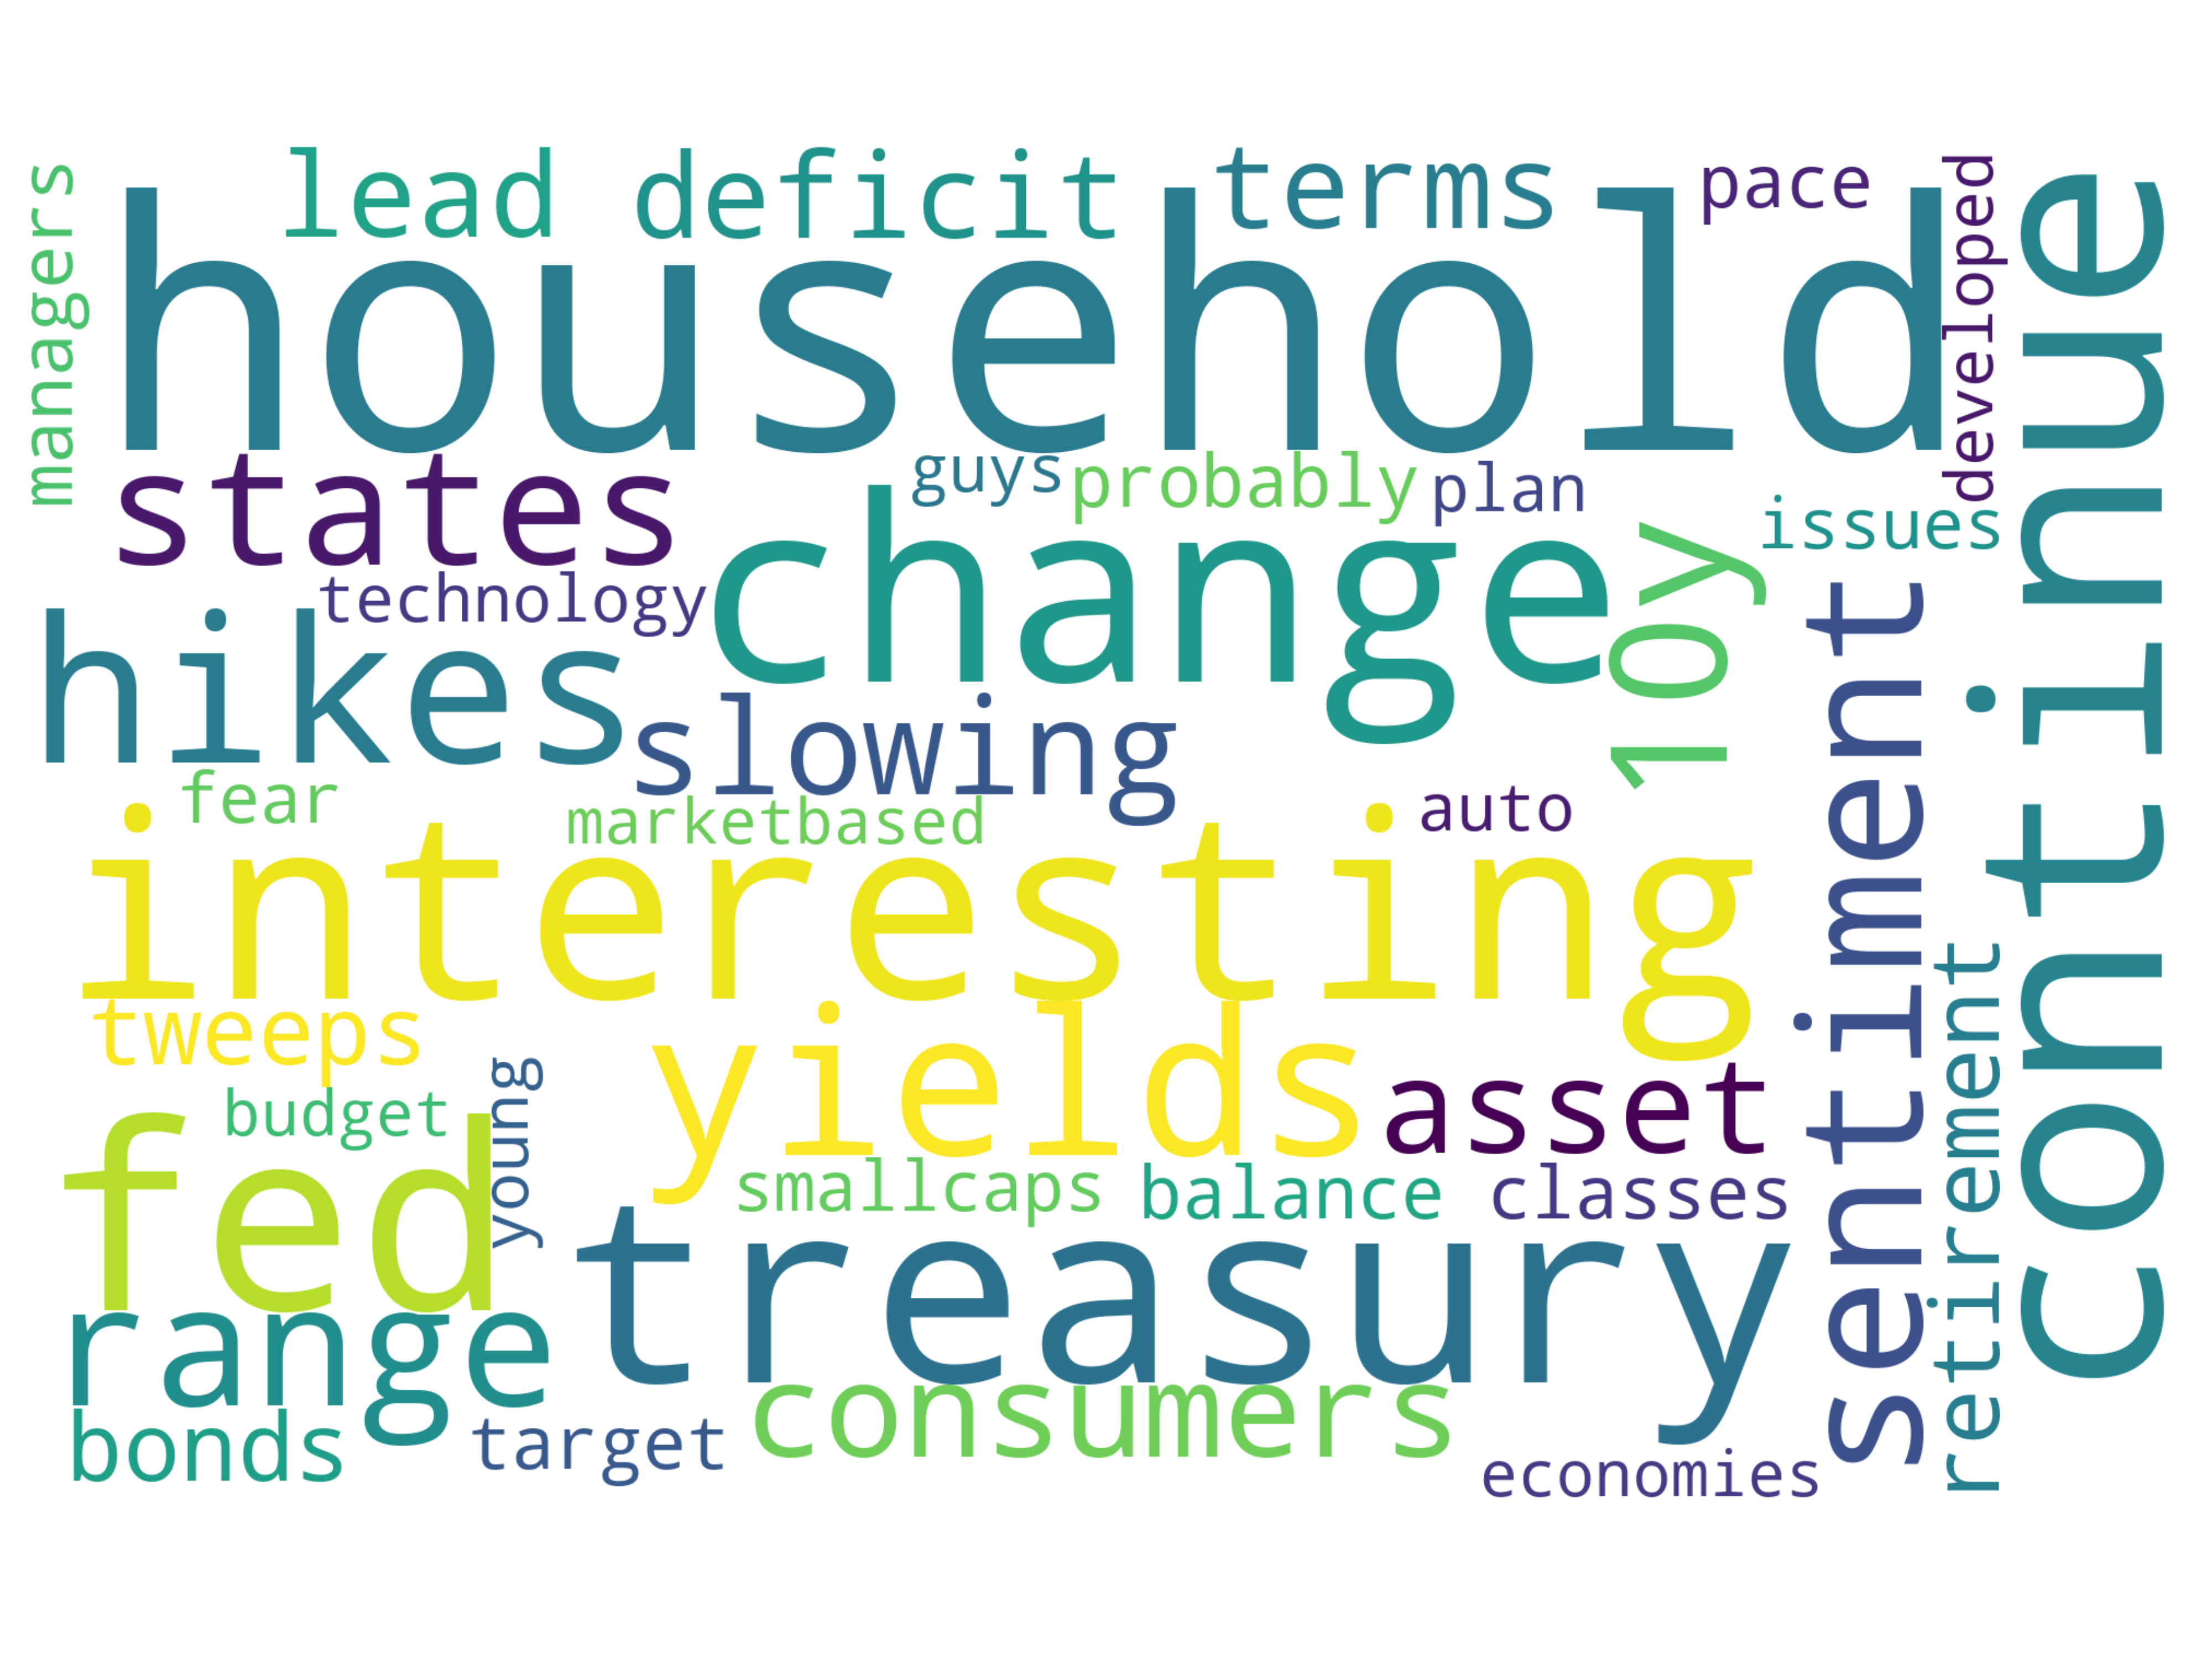 managers
lead deficit terms pace
developed
household
continue
states
guys probably plan
issues
technology
change
10y
hikes
slowing
sentiment
fear
marketbased
auto
interesting
tweeps
yields
young
budget
asset
retirement
fed
smallcaps balance classes
treasury
range
consumers
bonds
target
economies